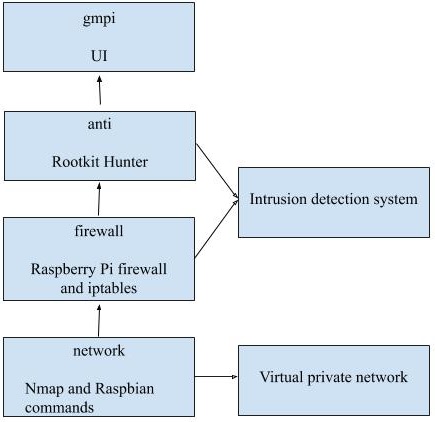 gmpi
UI
anti
Rootkit Hunter
Intrusion detection system
firewall
Raspberry Pi firewall
and iptables
network
Nmap and Raspbian
commands
Virtual private network